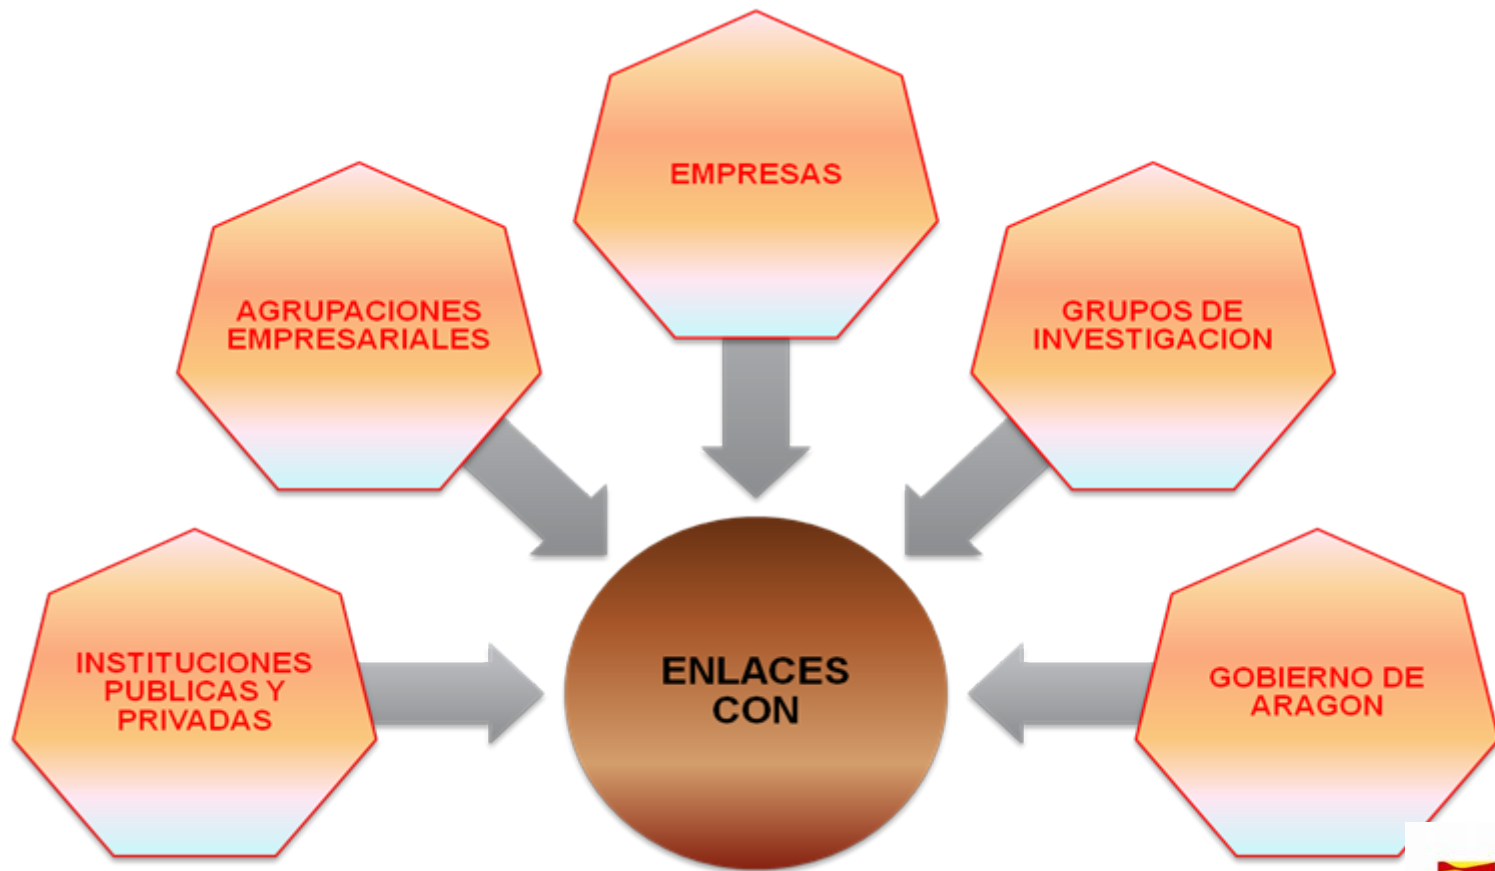 EMPRESAS
AGRUPACIONES
EMPRESARIALES
GRUPOS DE
INVESTIGACION
INSTITUCIONES
PUBLICAS Y
PRIVADAS
ENLACES
CON
GOBIERNO DE
ARAGON